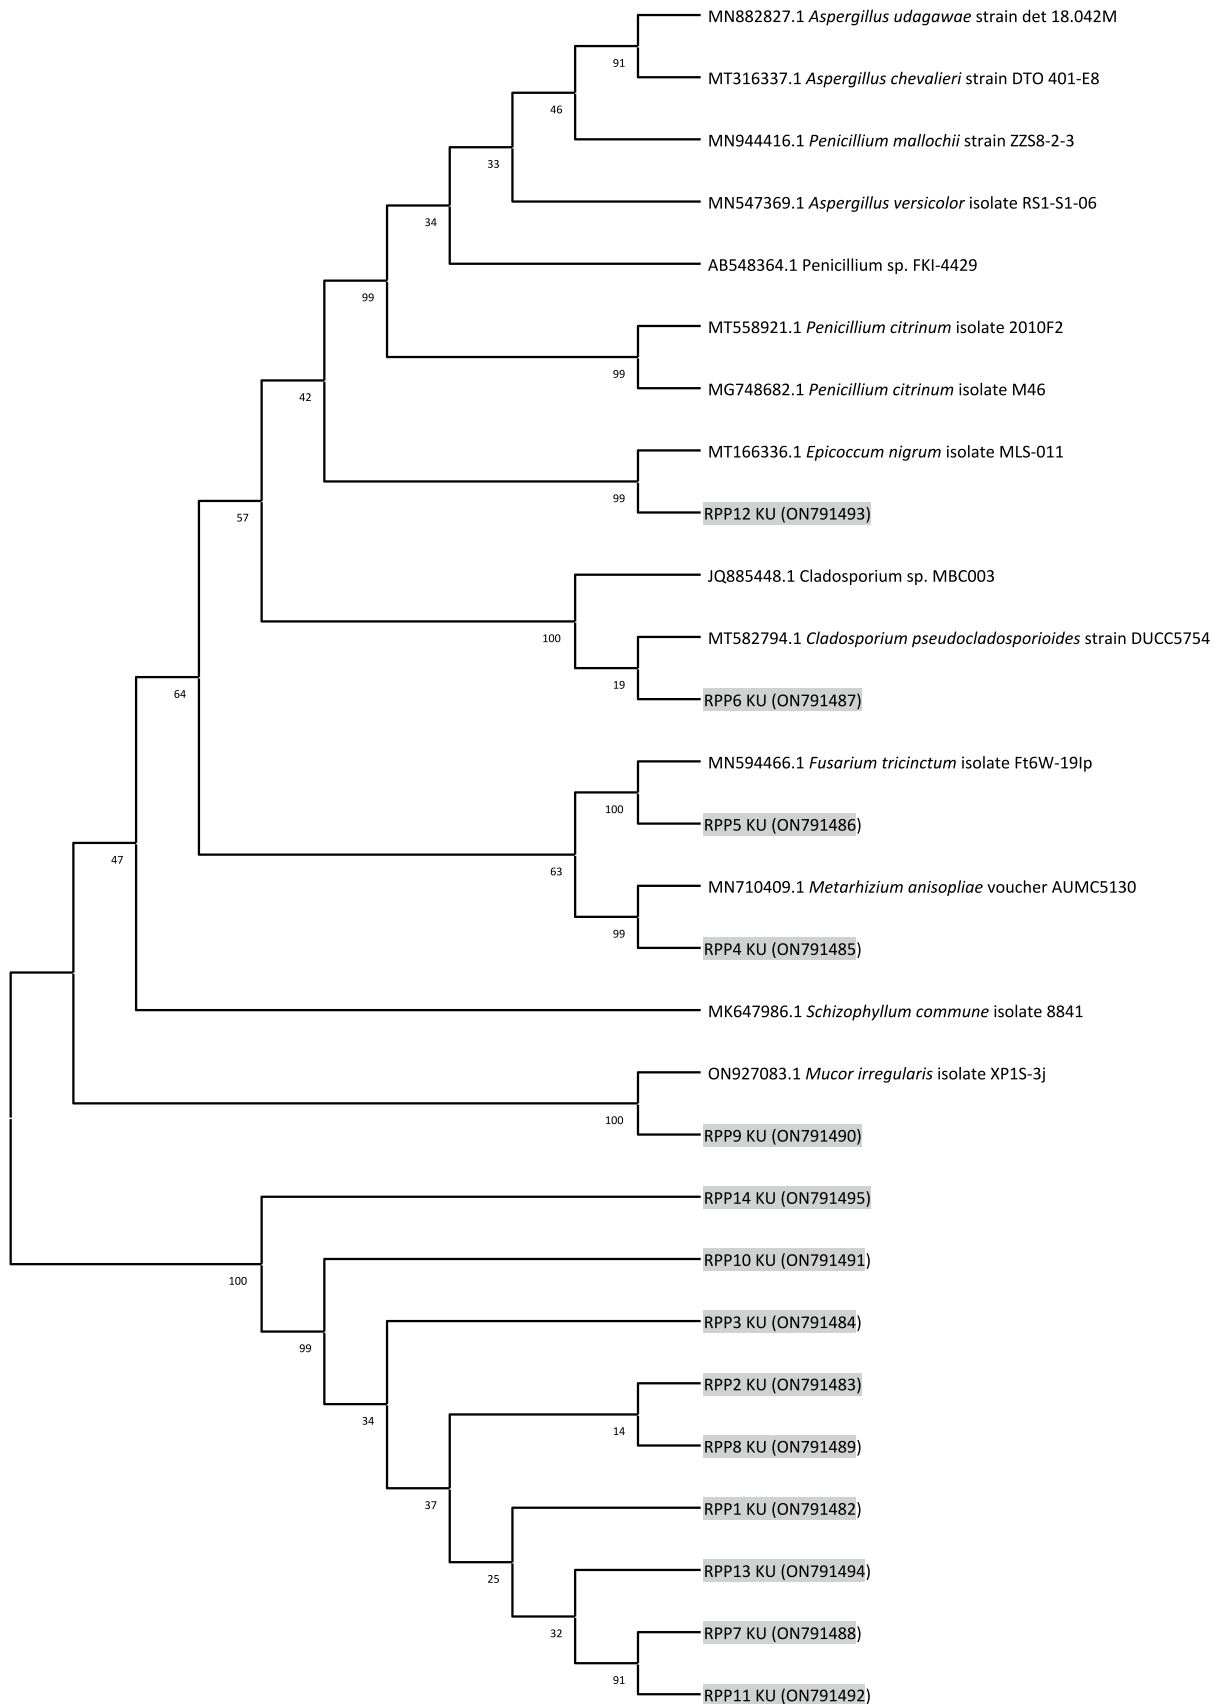 MN882827.1 Aspergillus udagawae strain det 18.042M
91
MT316337.1 Aspergillus chevalieri strain DTO 401-E8
46
MN944416.1 Penicillium mallochii strain ZZS8-2-3
33
MN547369.1 Aspergillus versicolor isolate RS1-S1-06
34
AB548364.1 Penicillium sp. FKI-4429
99
MT558921.1 Penicillium citrinum isolate 2010F2
99
MG748682.1 Penicillium citrinum isolate M46
42
MT166336.1 Epicoccum nigrum isolate MLS-011
99
RPP12 KU (ON791493)
57
JQ885448.1 Cladosporium sp. MBC003
100
MT582794.1 Cladosporium pseudocladosporioides strain DUCC5754
19
RPP6 KU (ON791487)
64
MN594466.1 Fusarium tricinctum isolate Ft6W-19Ip
100
RPP5 KU (ON791486)
63
MN710409.1 Metarhizium anisopliae voucher AUMC5130
99
RPP4 KU (ON791485)
47
MK647986.1 Schizophyllum commune isolate 8841
ON927083.1 Mucor irregularis isolate XP1S-3j
100
RPP9 KU (ON791490)
RPP14 KU (ON791495)
100
RPP10 KU (ON791491)
99
RPP3 KU (ON791484)
34
RPP2 KU (ON791483)
14
RPP8 KU (ON791489)
37
RPP1 KU (ON791482)
25
RPP13 KU (ON791494)
32
RPP7 KU (ON791488)
91
RPP11 KU (ON791492)